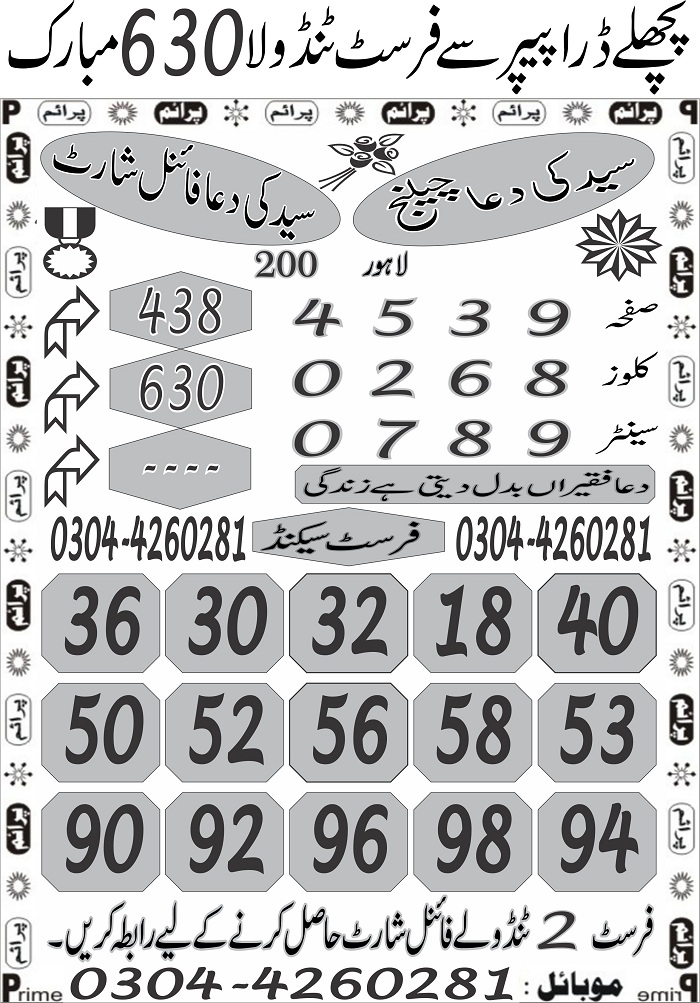 پچھلے ڈرا پیپر سے فرسٹ ٹنڈولا 630 مبارک
P پرائم پرائم پرائم پرائم پرائم پرائم P
سید کی دعا چیلنج
سید کی دعا فائنل شارٹ
لاہور 200
صفحہ 4 5 3 9
438
کلوز 0 2 6 8
630
سینٹر 0 7 8 9
----
دعا فقیراں بدل دیتی ہے زندگی
0304-4260281 فرسٹ سیکنڈ 0304-4260281
36 30 32 18 40
50 52 56 58 53
90 92 96 98 94
فرسٹ 2 ٹنڈولے فائنل شارٹ حاصل کرنے کے لیے رابطہ کریں۔
Prime موبائل : 0304-4260281 Prime